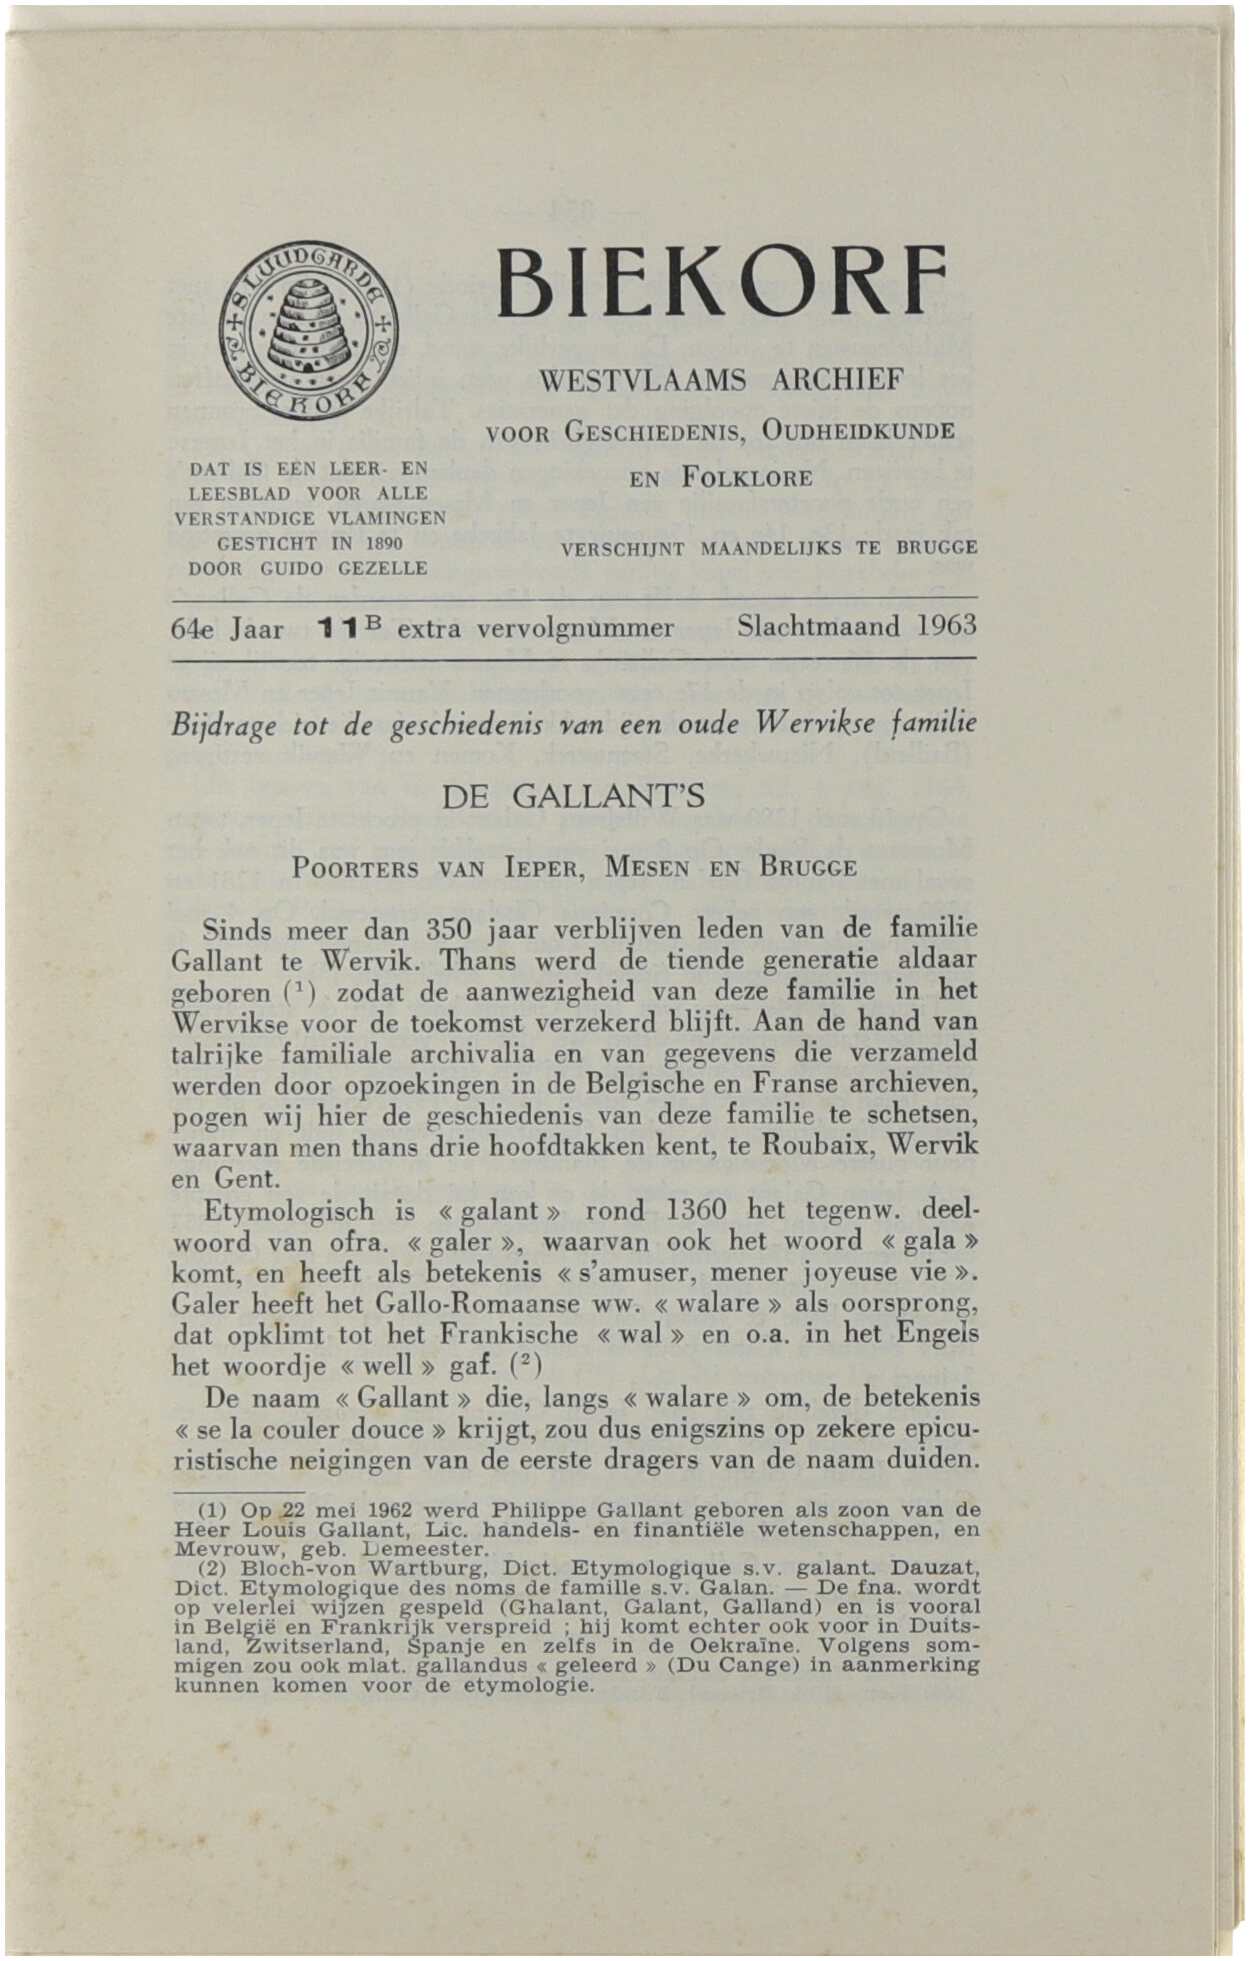 SLUUDGARDE
BIEKORF
DAT IS EEN LEER- EN
LEESBLAD VOOR ALLE
VERSTANDIGE VLAMINGEN
GESTICHT IN 1890
DOOR GUIDO GEZELLE
BIEKORF
WESTVLAAMS ARCHIEF
VOOR GESCHIEDENIS, OUDHEIDKUNDE
EN FOLKLORE
VERSCHIJNT MAANDELIJKS TE BRUGGE
64e Jaar 11B extra vervolgnummer Slachtmaand 1963
Bijdrage tot de geschiedenis van een oude Wervikse familie
DE GALLANT'S
POORTERS VAN IEPER, MESEN EN BRUGGE
Sinds meer dan 350 jaar verblijven leden van de familie
Gallant te Wervik. Thans werd de tiende generatie aldaar
geboren (¹) zodat de aanwezigheid van deze familie in het
Wervikse voor de toekomst verzekerd blijft. Aan de hand van
talrijke familiale archivalia en van gegevens die verzameld
werden door opzoekingen in de Belgische en Franse archieven,
pogen wij hier de geschiedenis van deze familie te schetsen,
waarvan men thans drie hoofdtakken kent, te Roubaix, Wervik
en Gent.
Etymologisch is « galant » rond 1360 het tegenw. deel-
woord van ofra. « galer », waarvan ook het woord « gala »
komt, en heeft als betekenis « s'amuser, mener joyeuse vie ».
Galer heeft het Gallo-Romaanse ww. « walare » als oorsprong,
dat opklimt tot het Frankische « wal » en o.a. in het Engels
het woordje « well » gaf. (²)
De naam « Gallant » die, langs « walare » om, de betekenis
« se la couler douce » krijgt, zou dus enigszins op zekere epicu-
ristische neigingen van de eerste dragers van de naam duiden.
(1) Op 22 mei 1962 werd Philippe Gallant geboren als zoon van de
Heer Louis Gallant, Lic. handels- en finantiële wetenschappen, en
Mevrouw, geb. Demeester.
(2) Bloch-von Wartburg, Dict. Etymologique s.v. galant. Dauzat,
Dict. Etymologique des noms de famille s.v. Galan. — De fna. wordt
op velerlei wijzen gespeld (Ghalant, Galant, Galland) en is vooral
in België en Frankrijk verspreid ; hij komt echter ook voor in Duits-
land, Zwitserland, Spanje en zelfs in de Oekraïne. Volgens som-
migen zou ook mlat. gallandus « geleerd » (Du Cange) in aanmerking
kunnen komen voor de etymologie.